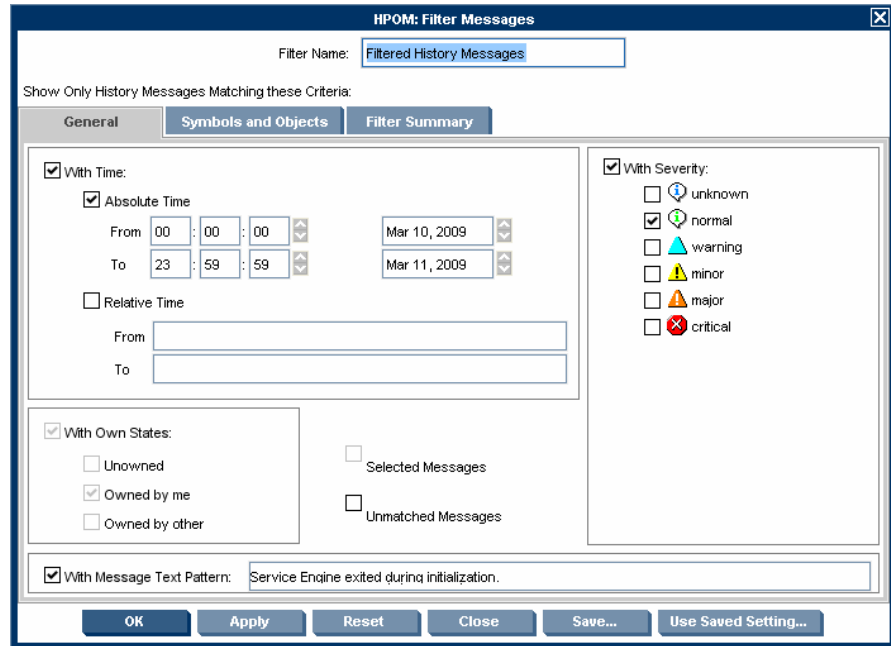 HPOM: Filter Messages
Filter Name: Filtered History Messages
Show Only History Messages Matching these Criteria:
General Symbols and Objects Filter Summary
With Time:
Absolute Time
From 00 : 00 : 00 Mar 10, 2009
To 23 : 59 : 59 Mar 11, 2009
Relative Time
From
To
With Severity:
unknown
normal
warning
minor
major
critical
With Own States:
Unowned
Owned by me
Owned by other
Selected Messages
Unmatched Messages
With Message Text Pattern: Service Engine exited during initialization.
OK Apply Reset Close Save... Use Saved Setting...